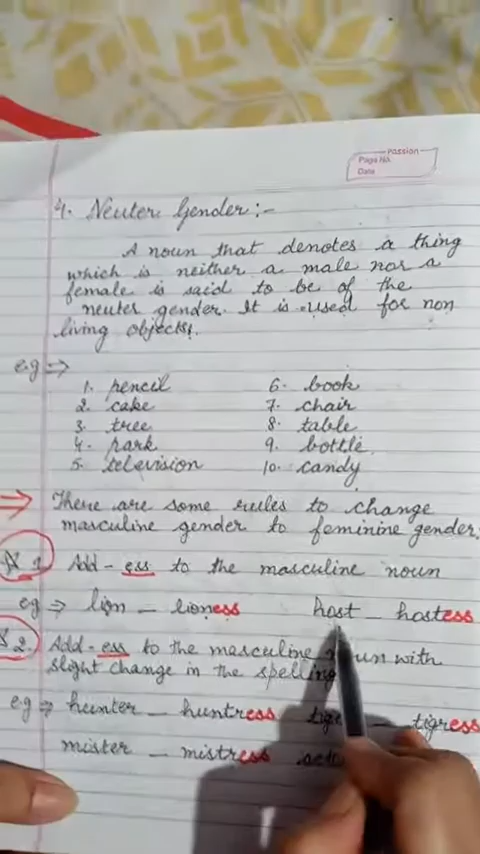 Passion
Page No.
Date
4. Neuter Gender:-
A noun that denotes a thing
which is neither a male nor a
female is said to be of the
neuter gender. It is used for non
living objects.
e.g ⇒
1. pencil 6. book
2. cake 7. chair
3. tree 8. table
4. park 9. bottle
5. television 10. candy
⇒ There are some rules to change
masculine gender to feminine gender.
1. Add - ess to the masculine noun
eg ⇒ lion - lioness host - hostess
2. Add - ess to the masculine noun with
slight change in the spelling
eg ⇒ hunter - huntress - tigress
mister - mistress